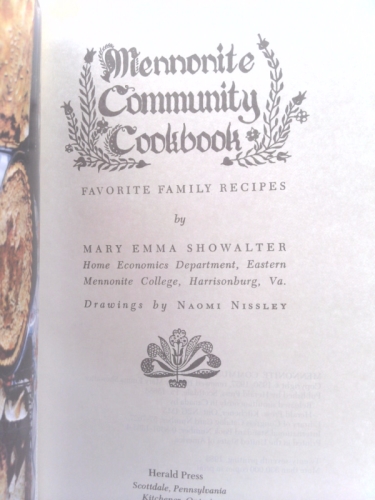 Mennonite
Community
Cookbook
FAVORITE FAMILY RECIPES
by
MARY EMMA SHOWALTER
Home Economics Department, Eastern
Mennonite College, Harrisonburg, Va.
Drawings by NAOMI NISSLEY
Herald Press
Scottdale, Pennsylvania
Kitchener,